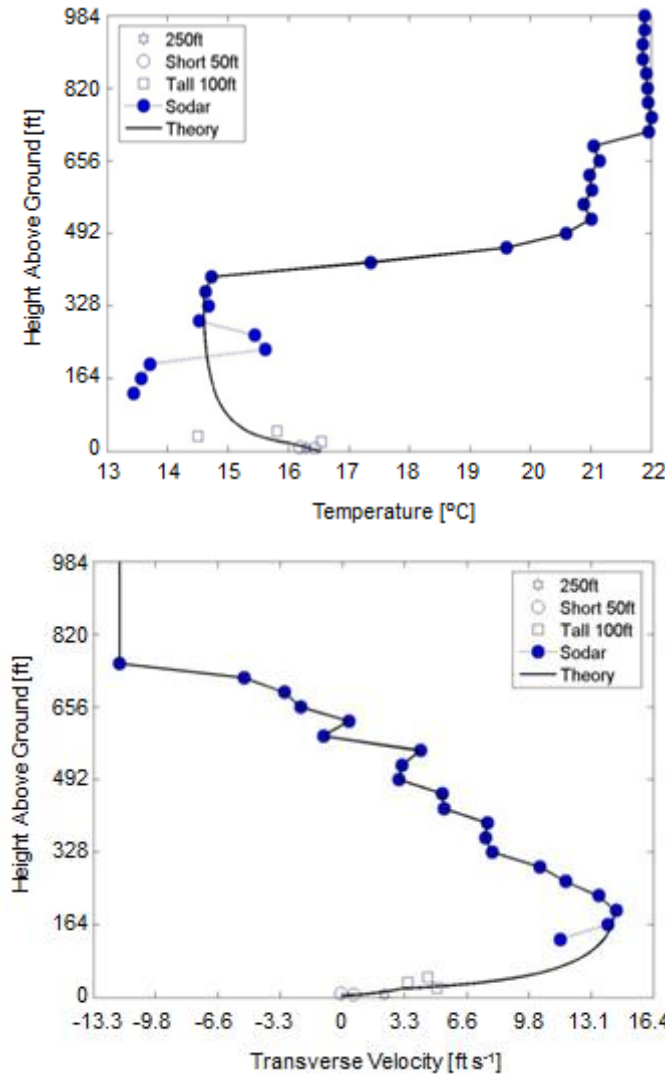 984
820
656
492
328
164
0
Height Above Ground [ft]
250ft
Short 50ft
Tall 100ft
Sodar
Theory
13 14 15 16 17 18 19 20 21 22
Temperature [ºC]
984
820
656
492
328
164
0
Height Above Ground [ft]
250ft
Short 50ft
Tall 100ft
Sodar
Theory
-13.3 -9.8 -6.6 -3.3 0 3.3 6.6 9.8 13.1 16.4
Transverse Velocity [ft s⁻¹]